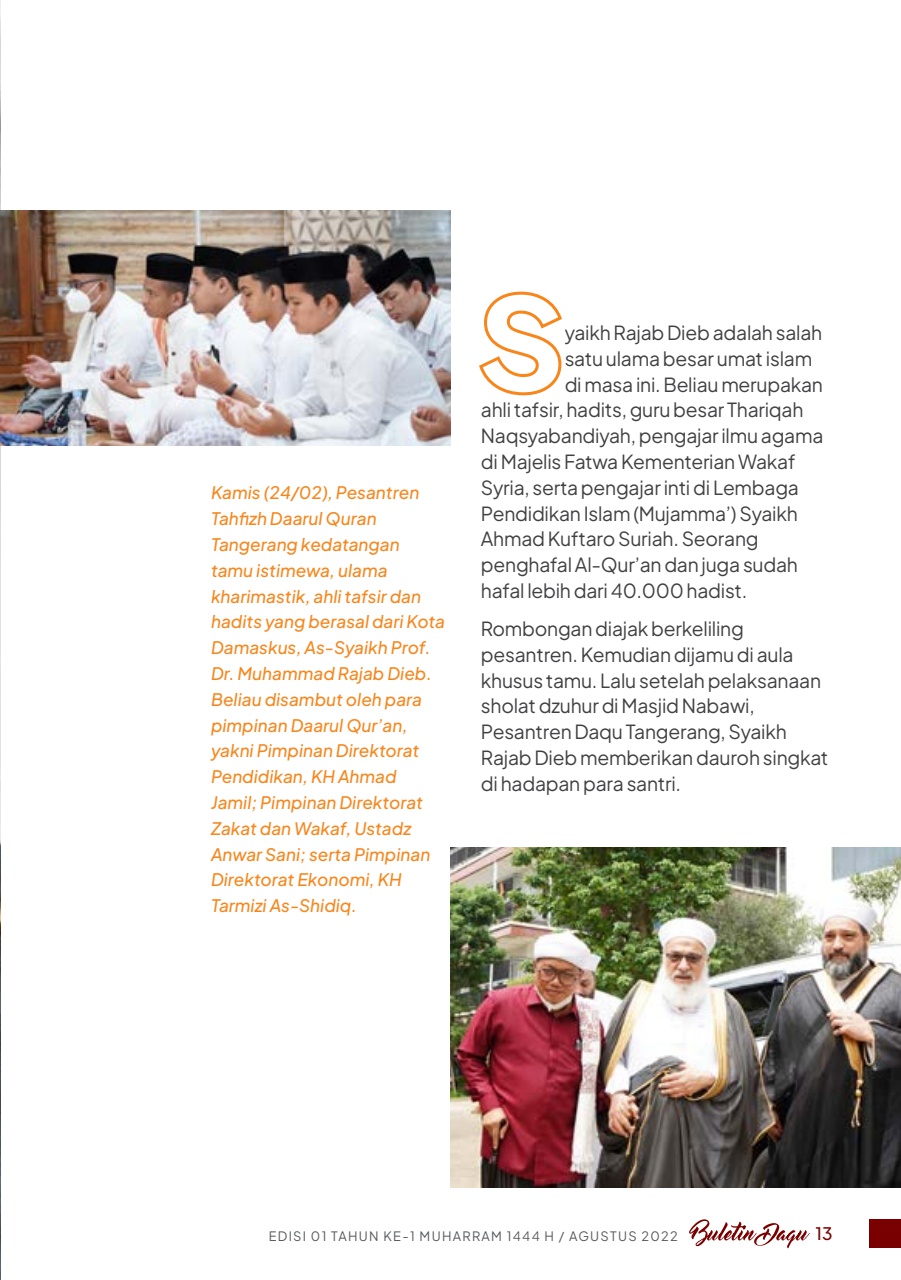 Kamis (24/02), Pesantren
Tahfizh Daarul Quran
Tangerang kedatangan
tamu istimewa, ulama
kharimastik, ahli tafsir dan
hadits yang berasal dari Kota
Damaskus, As-Syaikh Prof.
Dr. Muhammad Rajab Dieb.
Beliau disambut oleh para
pimpinan Daarul Qur’an,
yakni Pimpinan Direktorat
Pendidikan, KH Ahmad
Jamil; Pimpinan Direktorat
Zakat dan Wakaf, Ustadz
Anwar Sani; serta Pimpinan
Direktorat Ekonomi, KH
Tarmizi As-Shidiq.
Syaikh Rajab Dieb adalah salah
satu ulama besar umat islam
di masa ini. Beliau merupakan
ahli tafsir, hadits, guru besar Thariqah
Naqsyabandiyah, pengajar ilmu agama
di Majelis Fatwa Kementerian Wakaf
Syria, serta pengajar inti di Lembaga
Pendidikan Islam (Mujamma’) Syaikh
Ahmad Kuftaro Suriah. Seorang
penghafal Al-Qur’an dan juga sudah
hafal lebih dari 40.000 hadist.
Rombongan diajak berkeliling
pesantren. Kemudian dijamu di aula
khusus tamu. Lalu setelah pelaksanaan
sholat dzuhur di Masjid Nabawi,
Pesantren Daqu Tangerang, Syaikh
Rajab Dieb memberikan dauroh singkat
di hadapan para santri.
EDISI 01 TAHUN KE-1 MUHARRAM 1444 H / AGUSTUS 2022 Buletin Daqu 13